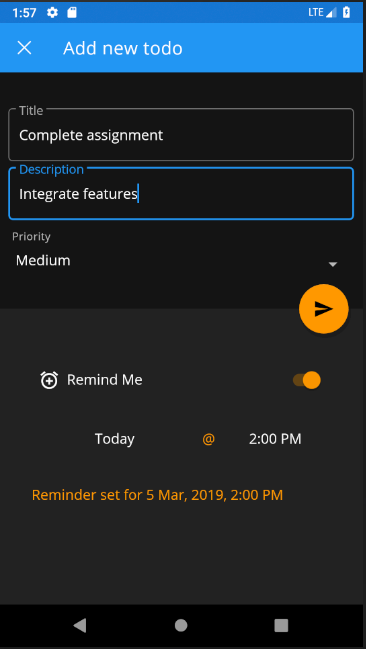 1:57 LTE
Add new todo
Title
Complete assignment
Description
Integrate features
Priority
Medium
Remind Me
Today @ 2:00 PM
Reminder set for 5 Mar, 2019, 2:00 PM